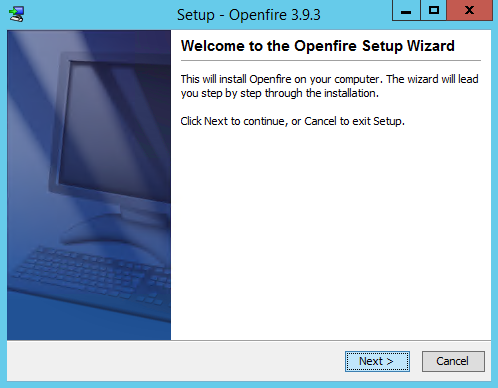 Setup - Openfire 3.9.3
Welcome to the Openfire Setup Wizard
This will install Openfire on your computer. The wizard will lead
you step by step through the installation.
Click Next to continue, or Cancel to exit Setup.
Next >
Cancel